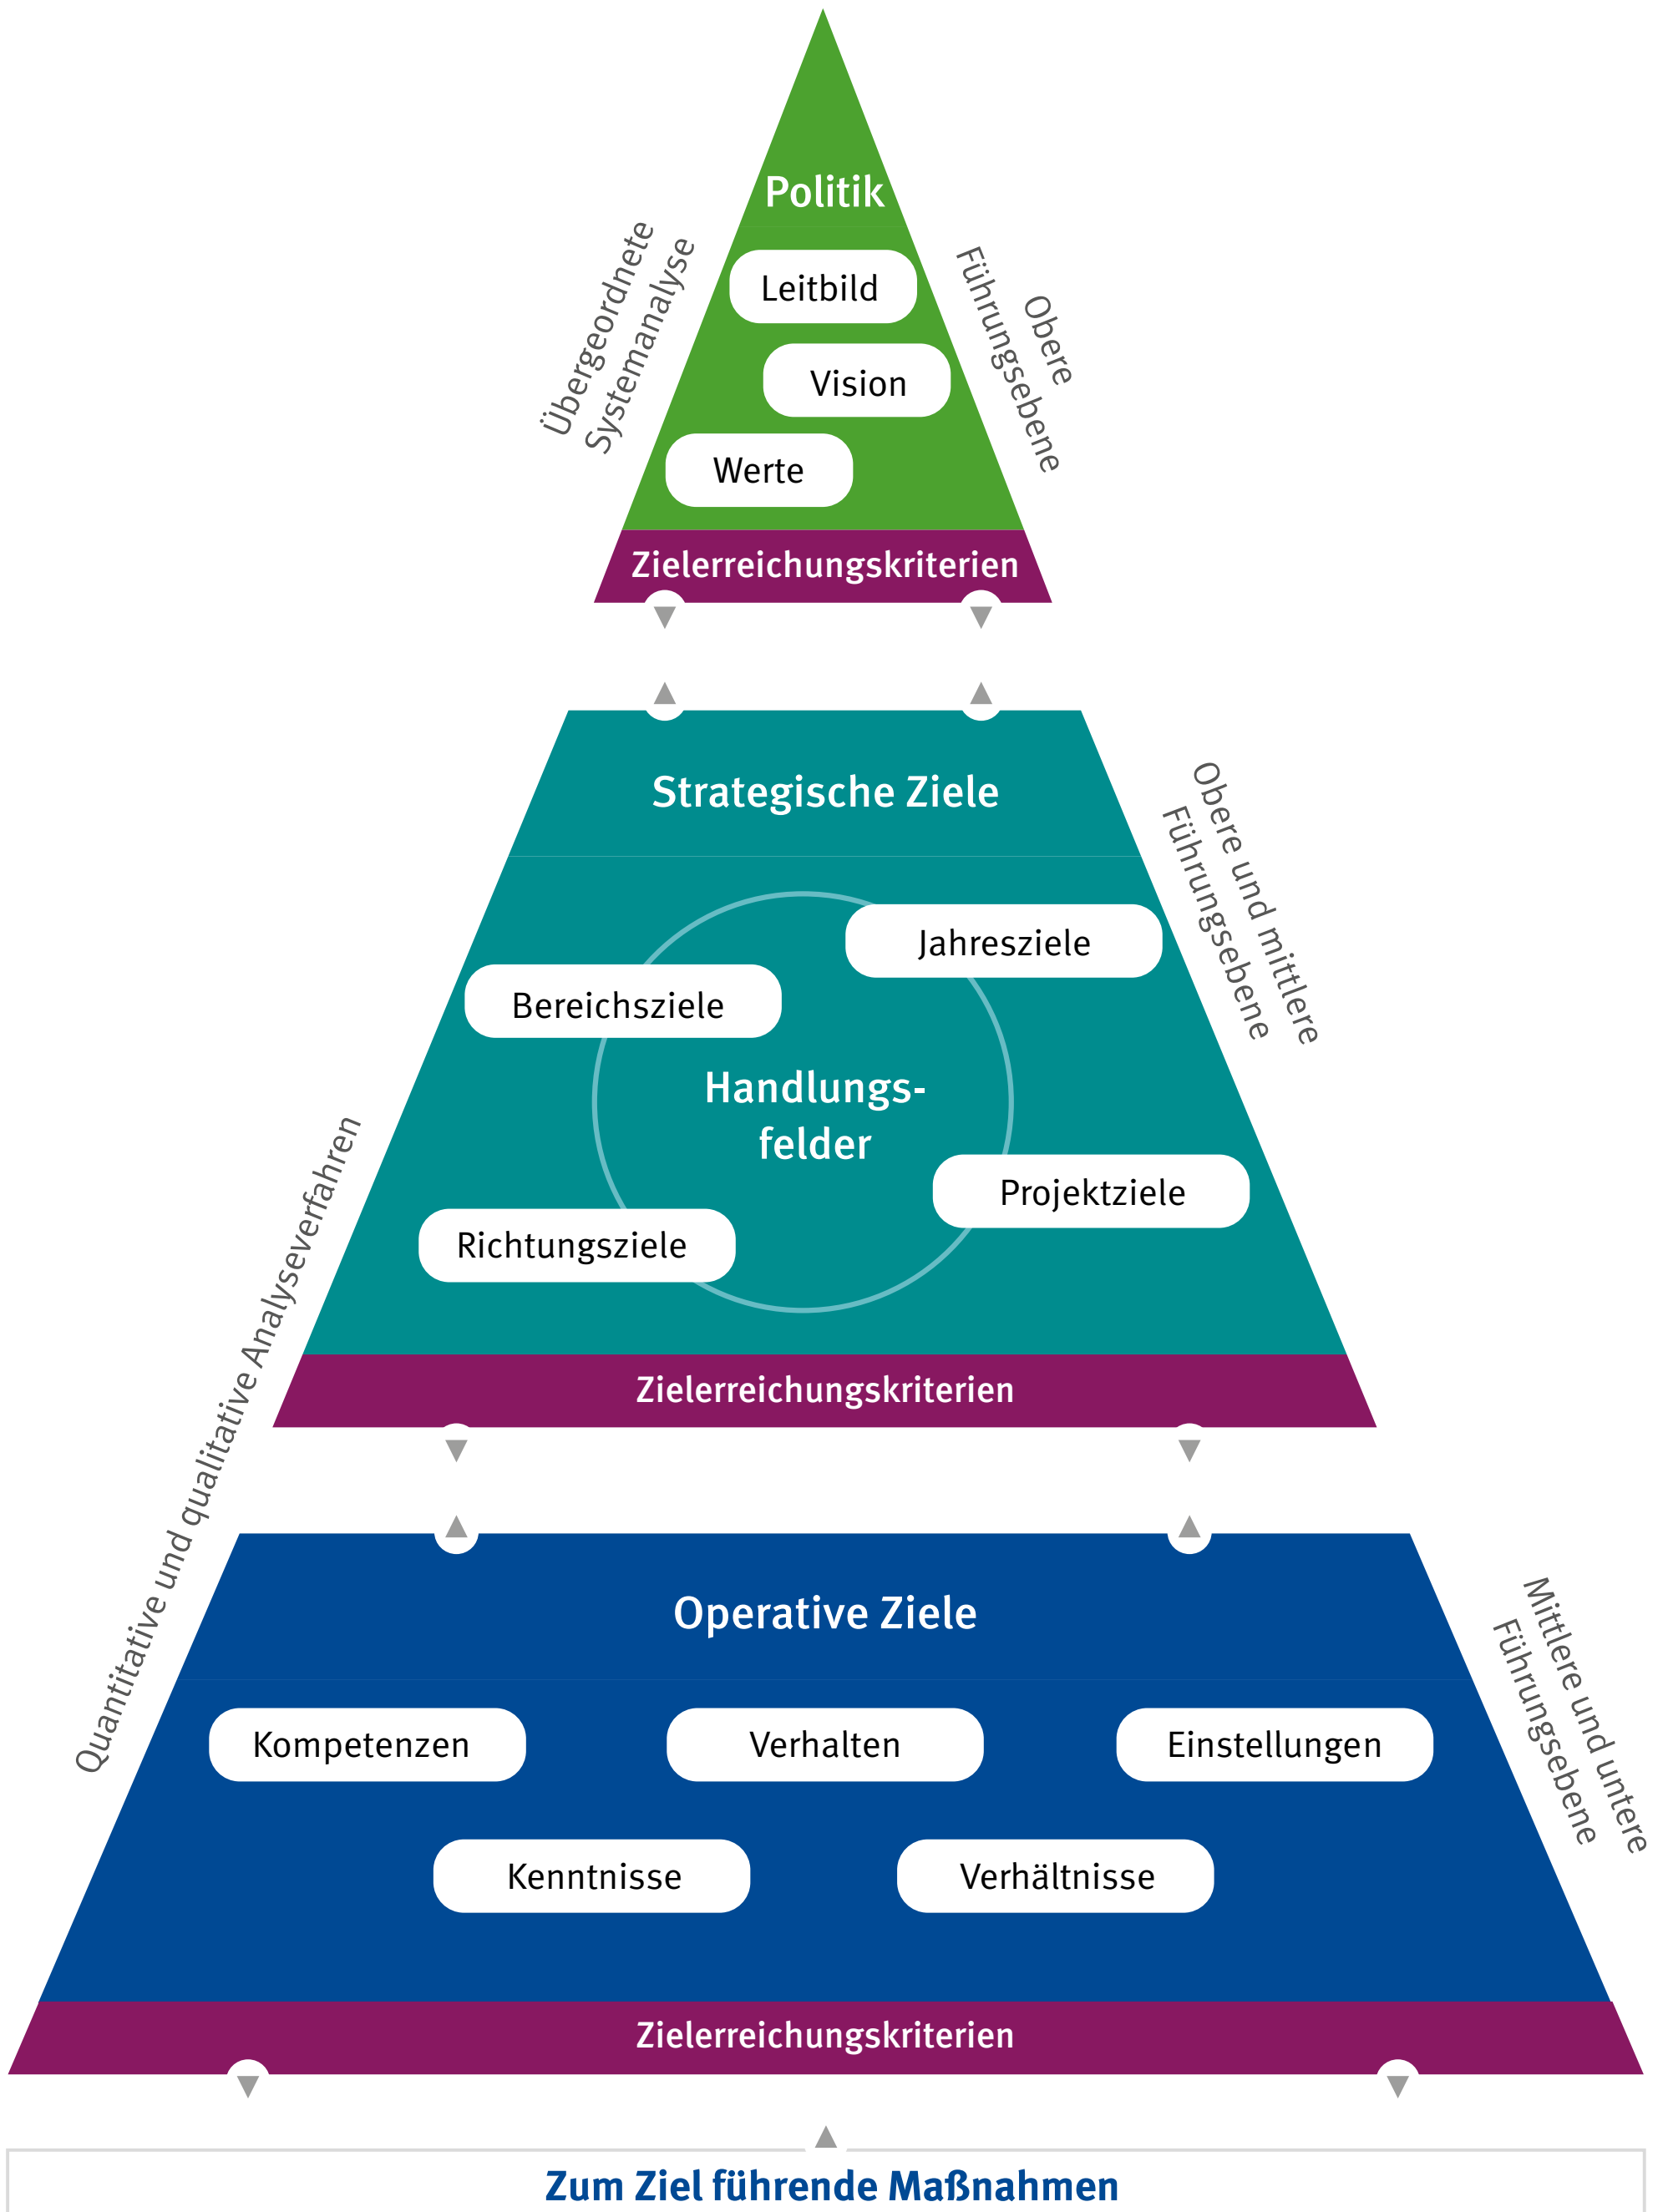 Politik
Übergeordnete
Systemanalyse
Obere
Führungsebene
Leitbild
Vision
Werte
Zielerreichungskriterien
Strategische Ziele
Obere und mittlere
Führungsebene
Jahresziele
Bereichsziele
Handlungs-
felder
Projektziele
Richtungsziele
Quantitative und qualitative Analyseverfahren
Zielerreichungskriterien
Operative Ziele
Mittlere und untere
Führungsebene
Kompetenzen
Verhalten
Einstellungen
Kenntnisse
Verhältnisse
Zielerreichungskriterien
Zum Ziel führende Maßnahmen